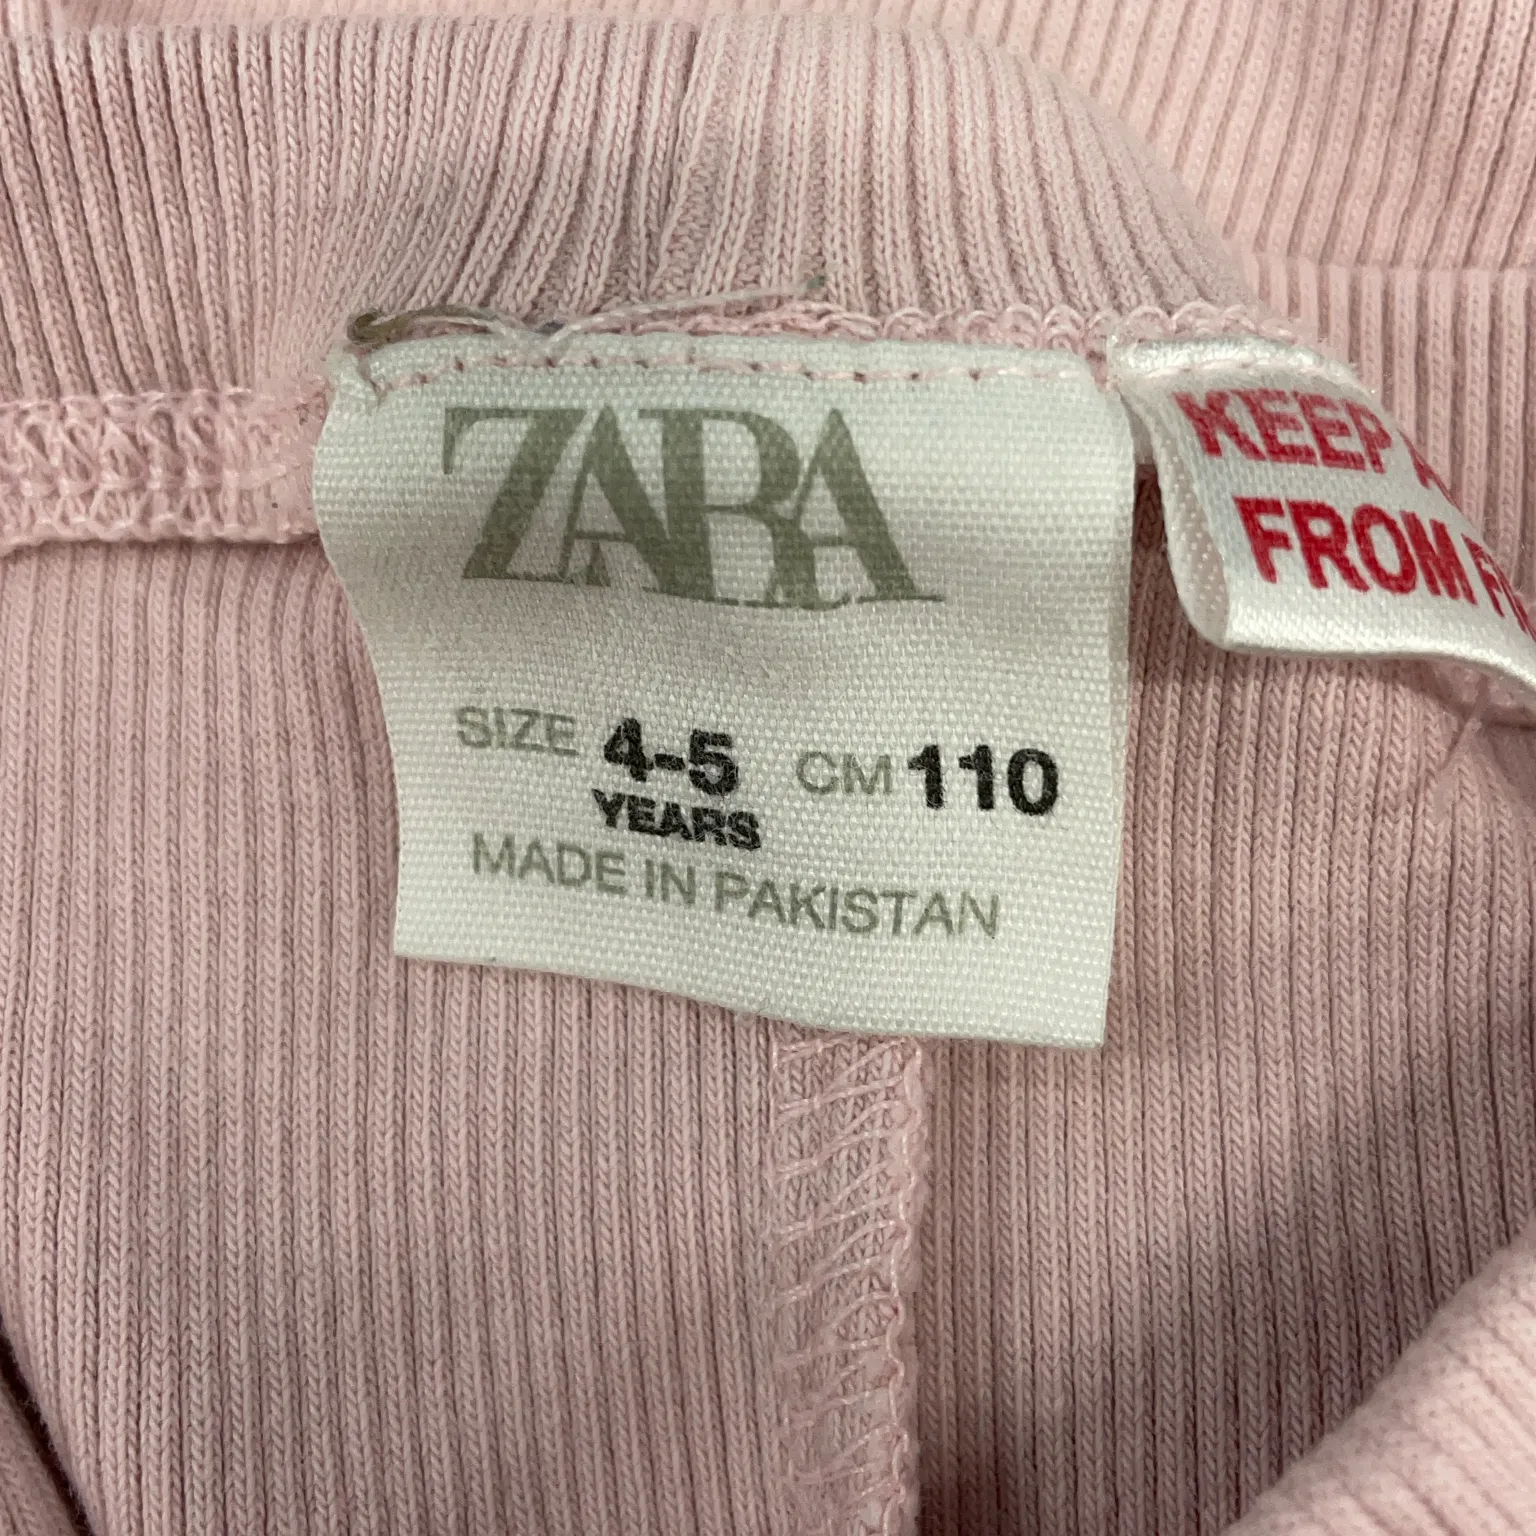 ZARA
SIZE 4-5 CM 110
YEARS
MADE IN PAKISTAN
KEEP
FROM